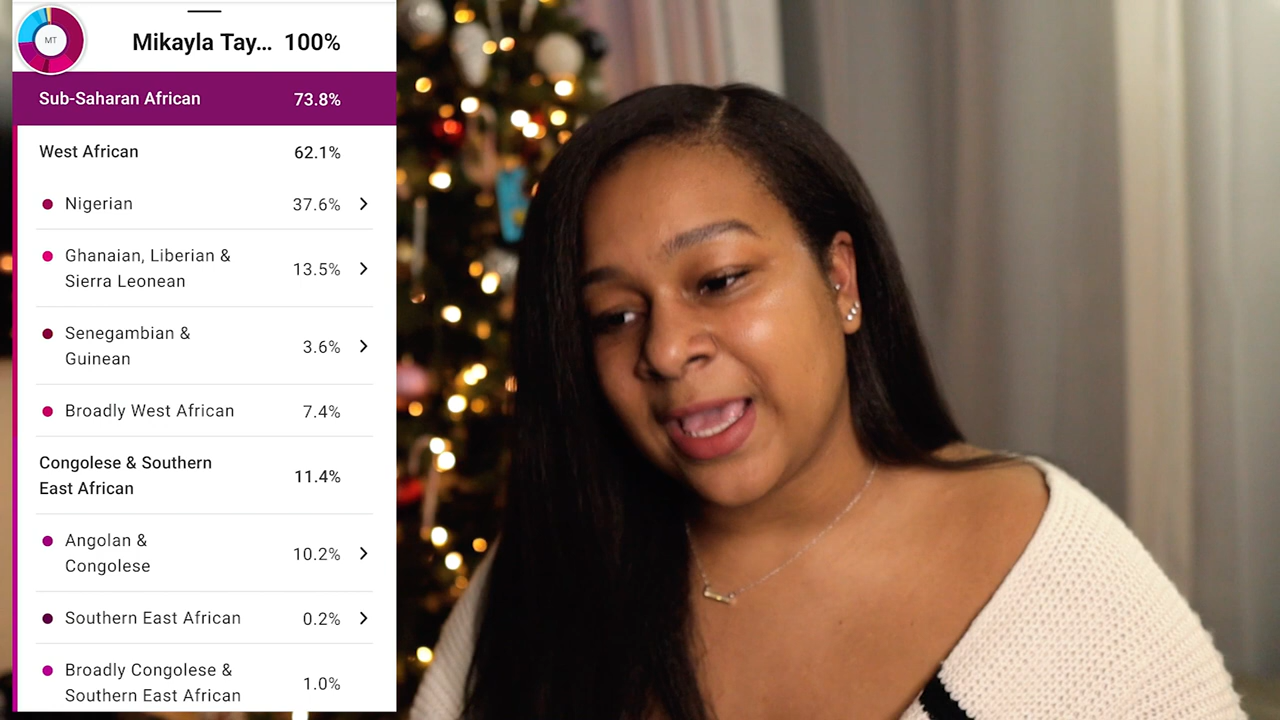 MT
Mikayla Tay... 100%
Sub-Saharan African 73.8%
West African 62.1%
Nigerian 37.6%
Ghanaian, Liberian &
Sierra Leonean 13.5%
Senegambian &
Guinean 3.6%
Broadly West African 7.4%
Congolese & Southern
East African 11.4%
Angolan &
Congolese 10.2%
Southern East African 0.2%
Broadly Congolese &
Southern East African 1.0%